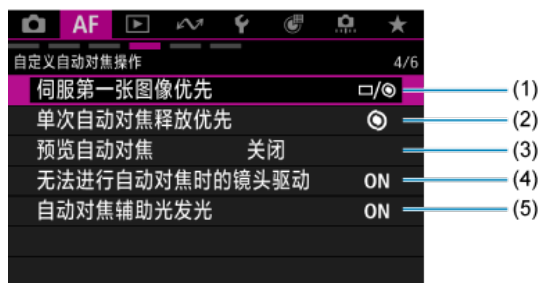 AF
自定义自动对焦操作 4/6
伺服第一张图像优先 (1)
单次自动对焦释放优先 (2)
预览自动对焦 关闭 (3)
无法进行自动对焦时的镜头驱动 ON (4)
自动对焦辅助光发光 ON (5)